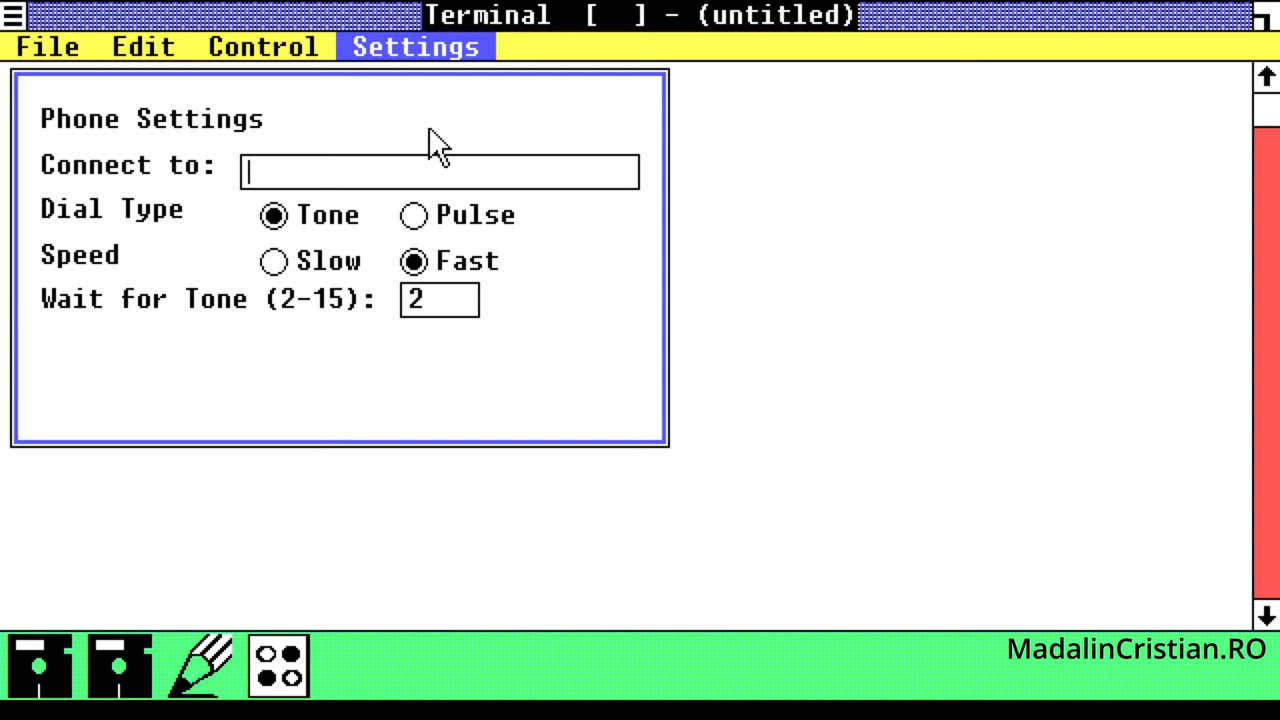 Terminal [ ] - (untitled)
File Edit Control Settings
Phone Settings
Connect to:
Dial Type Tone Pulse
Speed Slow Fast
Wait for Tone (2-15): 2
MadalinCristian.RO